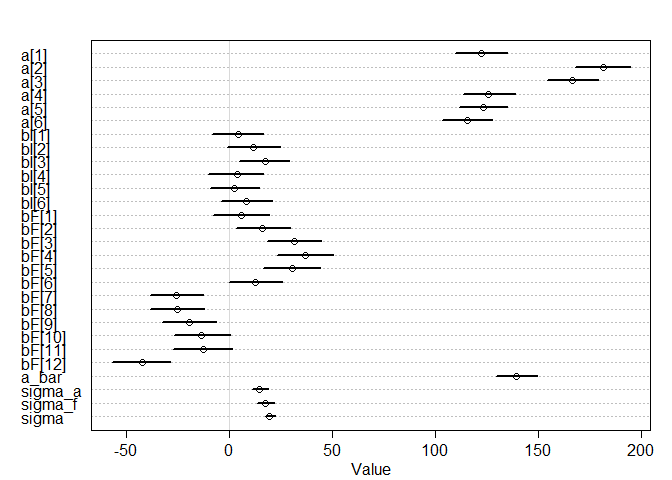 a[1]
a[2]
a[3]
a[4]
a[5]
a[6]
bI[1]
bI[2]
bI[3]
bI[4]
bI[5]
bI[6]
bF[1]
bF[2]
bF[3]
bF[4]
bF[5]
bF[6]
bF[7]
bF[8]
bF[9]
bF[10]
bF[11]
bF[12]
a_bar
sigma_a
sigma_f
sigma
-50 0 50 100 150 200
Value